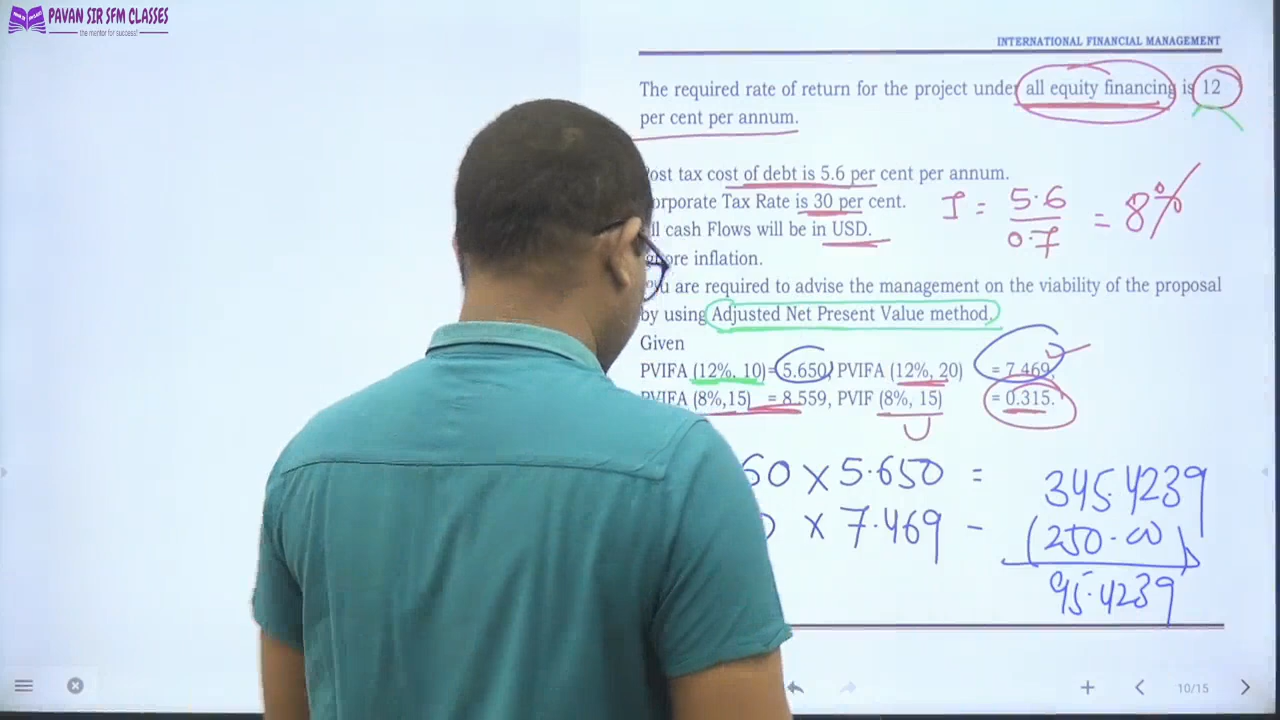 PAVAN SIR SFM CLASSES
the mentor for success!
INTERNATIONAL FINANCIAL MANAGEMENT
The required rate of return for the project under all equity financing is 12
per cent per annum.
ost tax cost of debt is 5.6 per cent per annum.
orporate Tax Rate is 30 per cent.
I = 5.6 / 0.7 = 8%
ll cash Flows will be in USD.
nore inflation.
You are required to advise the management on the viability of the proposal
by using Adjusted Net Present Value method.
Given
PVIFA (12%, 10)= 5.650, PVIFA (12%, 20) = 7.469,
PVIFA (8%,15) = 8.559, PVIF (8%, 15) = 0.315.
60 × 5.650 =
345.4239
0 × 7.469 -
(250.00)
95.4239
10/15